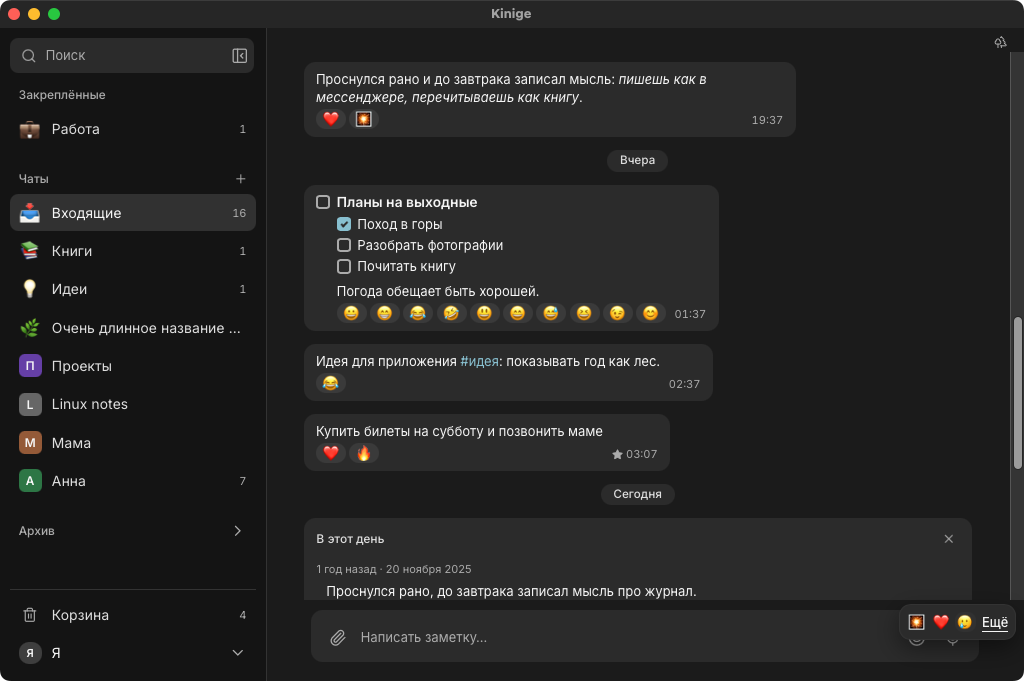 Kinige
Поиск
Закреплённые
Работа 1
Чаты
Входящие 16
Книги 1
Идеи 1
Очень длинное название ...
П Проекты
L Linux notes
М Мама
А Анна 7
Архив
Корзина 4
Я Я
Проснулся рано и до завтрака записал мысль: пишешь как в
мессенджере, перечитываешь как книгу.
19:37
Вчера
Планы на выходные
Поход в горы
Разобрать фотографии
Почитать книгу
Погода обещает быть хорошей.
01:37
Идея для приложения #идея: показывать год как лес.
02:37
Купить билеты на субботу и позвонить маме
03:07
Сегодня
В этот день
1 год назад · 20 ноября 2025
Проснулся рано, до завтрака записал мысль про журнал.
Написать заметку...
Ещё